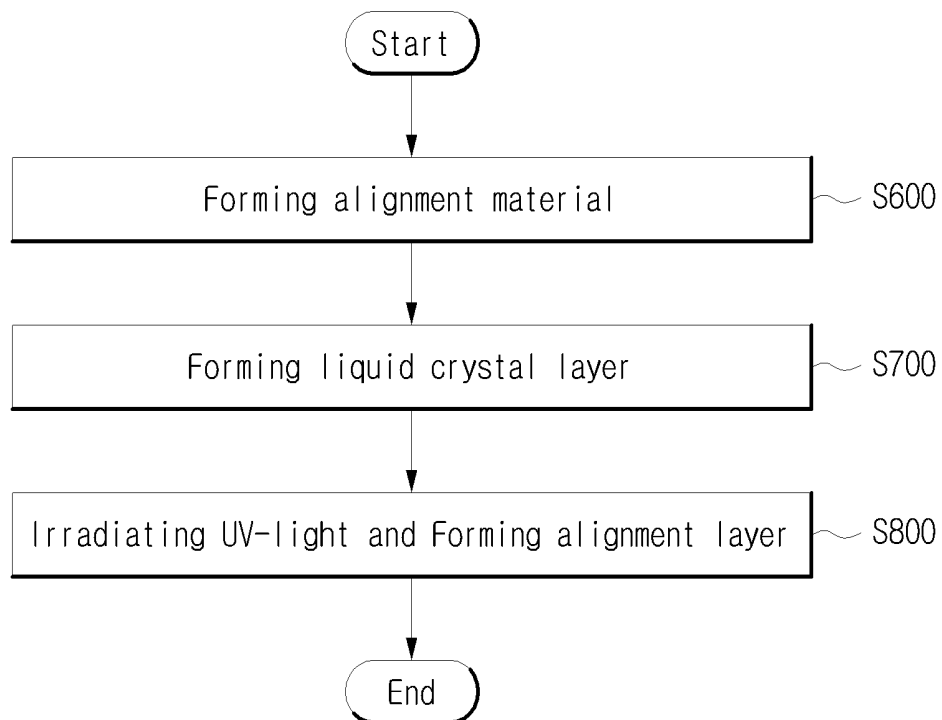 Start
Forming alignment material
S600
Forming liquid crystal layer
S700
Irradiating UV-light and Forming alignment layer
S800
End